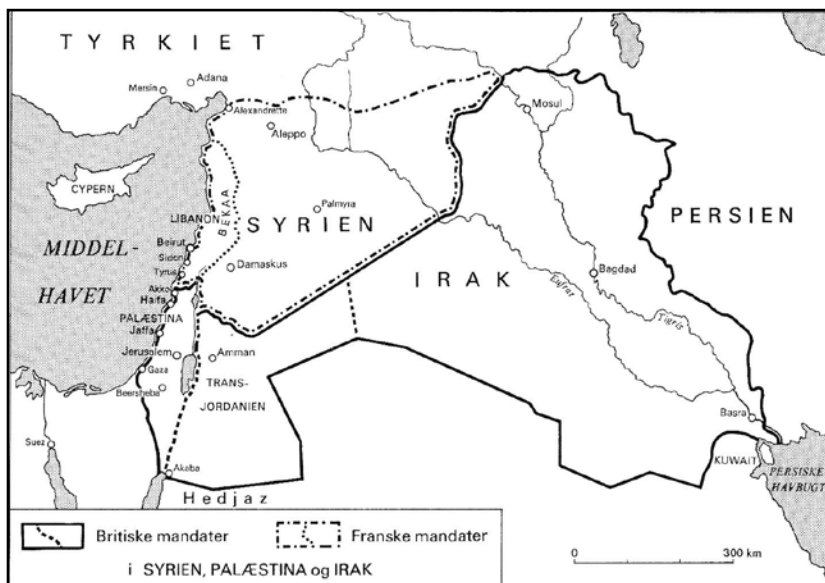 TYRKIET
Adana
Mersin
Alexandrette
Aleppo
Mosul
CYPERN
LIBANON
BEKAA
Palmyra
SYRIEN
PERSIEN
MIDDEL-
HAVET
Beirut
Sidon
Tyrus
Damaskus
Akko
Haifa
IRAK
Bagdad
Eufrat
Tigris
PALÆSTINA
Jaffa
Jerusalem
Amman
Gaza
Beersheba
TRANS-
JORDANIEN
Suez
Akaba
Hedjaz
Basra
KUWAIT
PERSISKE
HAVBUGT
Britiske mandater
Franske mandater
i SYRIEN, PALÆSTINA og IRAK
0 300 km